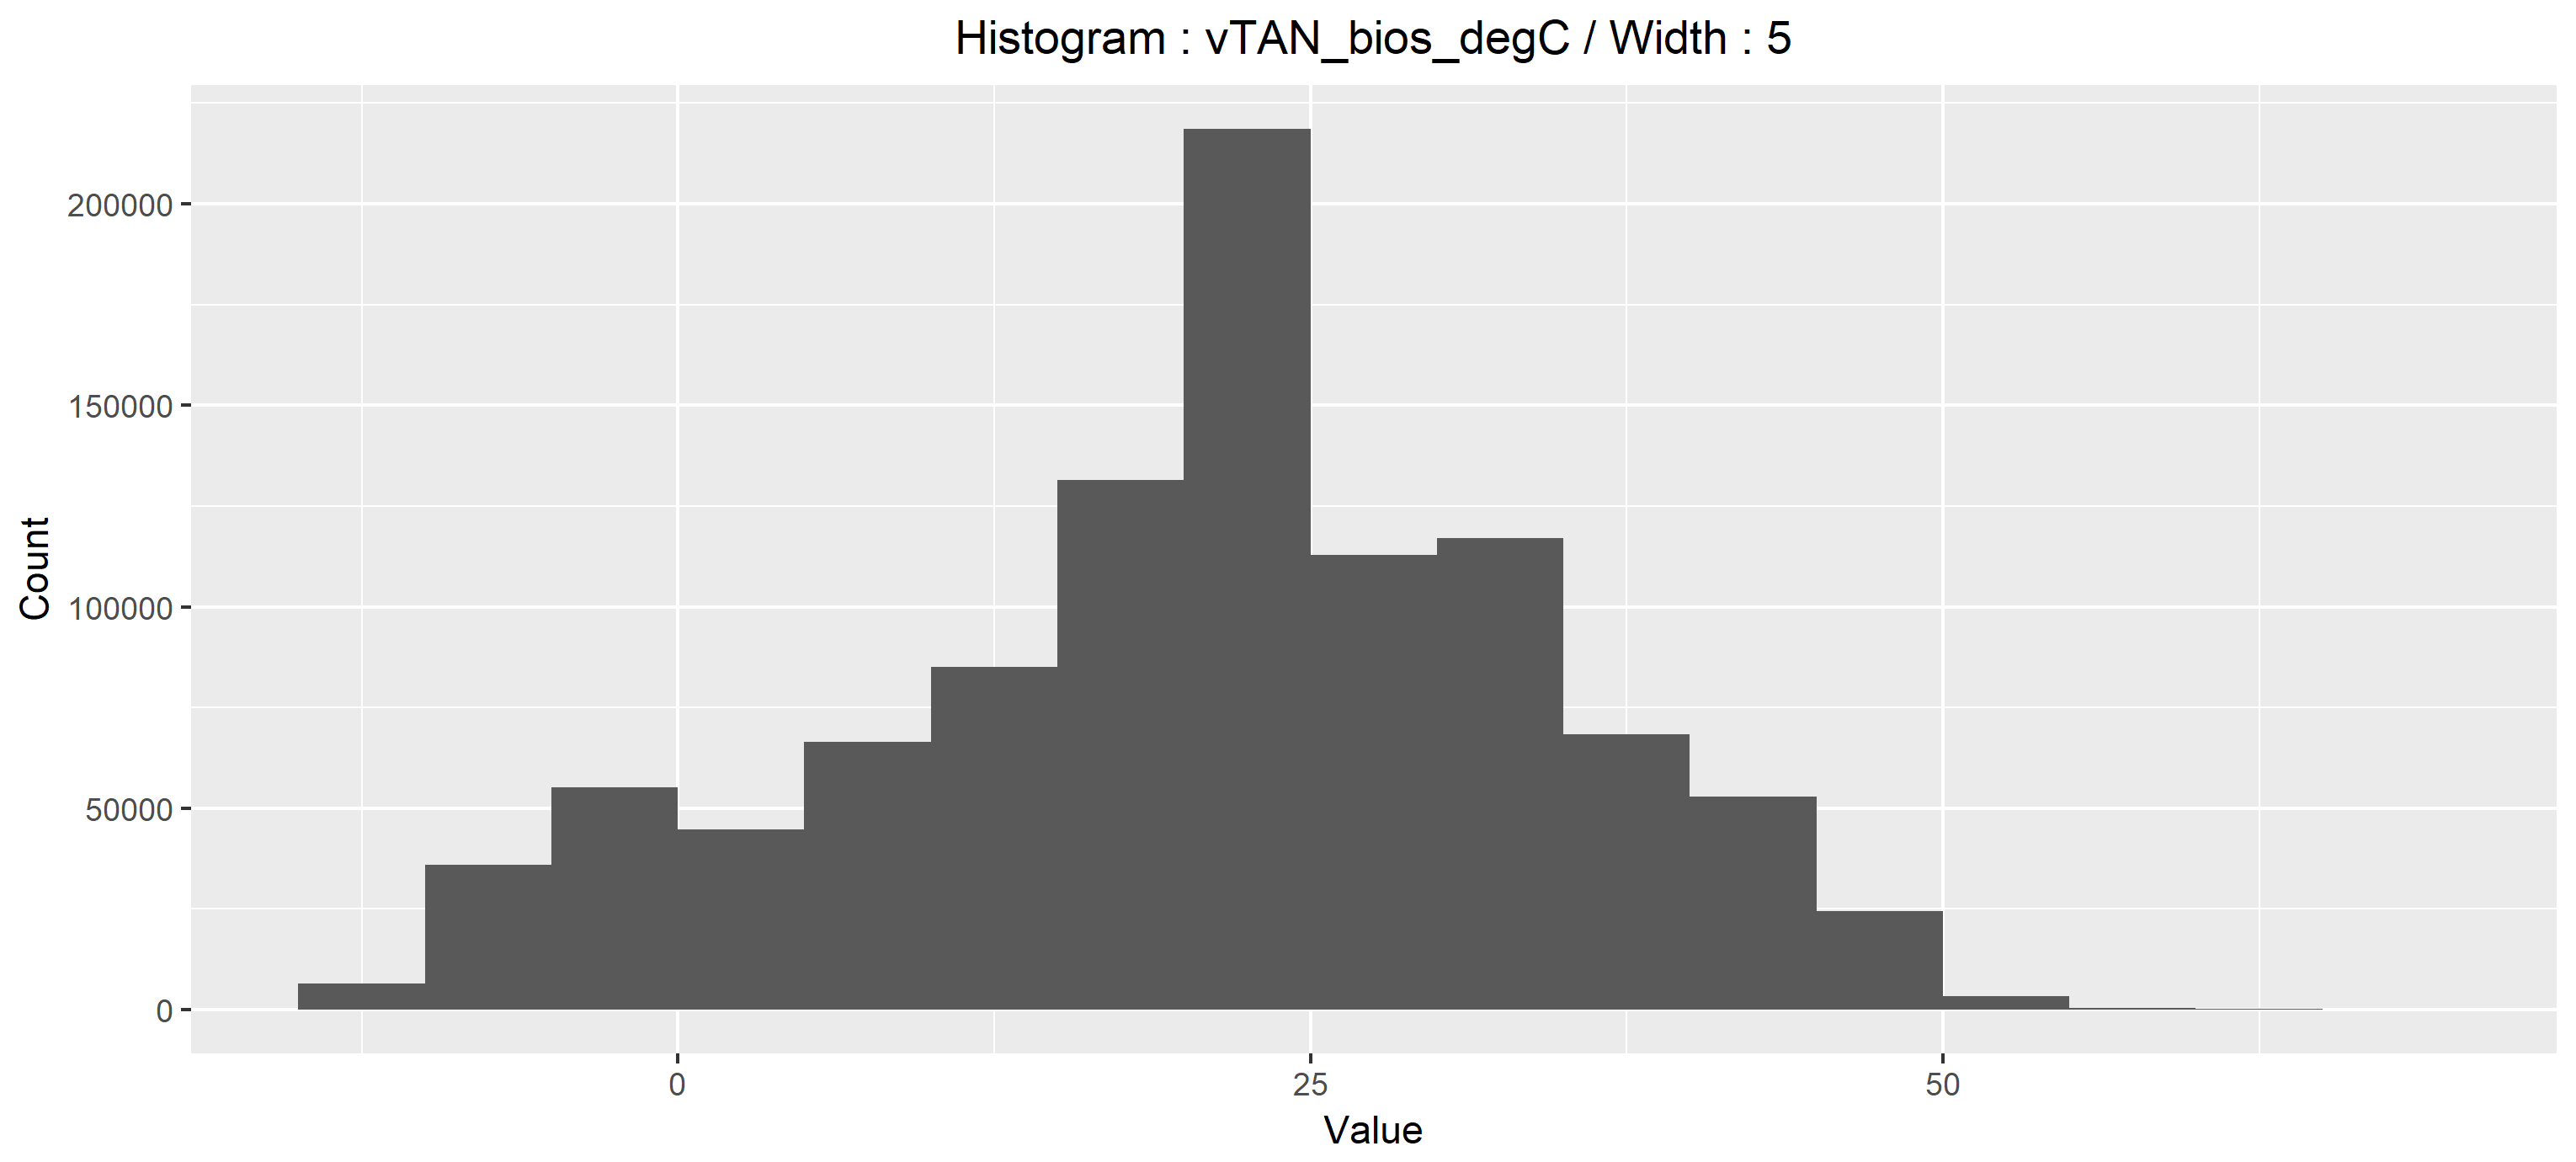 Histogram : vTAN_bios_degC / Width : 5
200000
150000
100000
50000
0
Count
0 25 50
Value